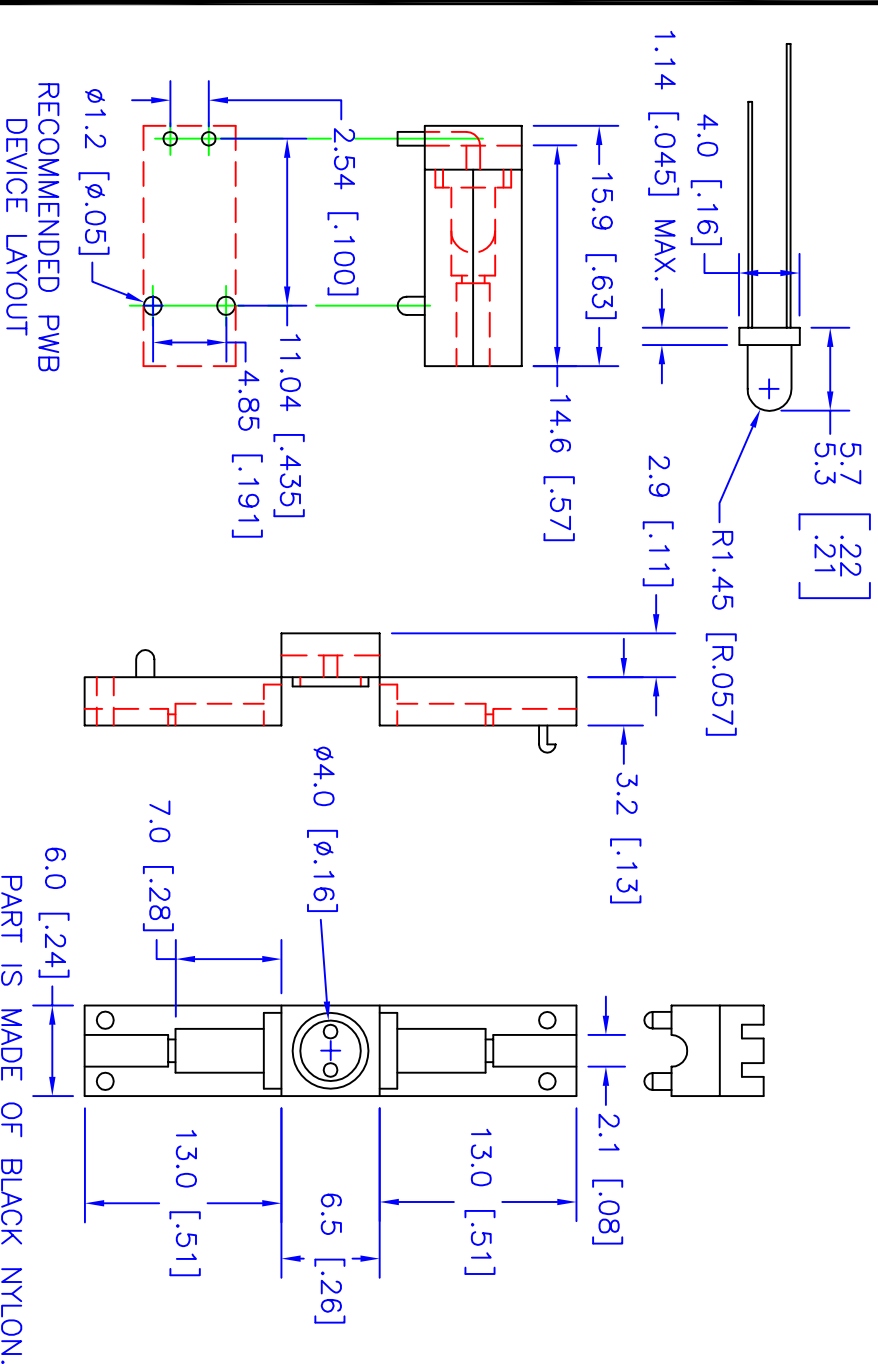 5.7
5.3
[ .22
.21 ]
R1.45 [R.057]
4.0 [.16]
1.14 [.045] MAX.
15.9 [.63]
14.6 [.57]
2.54 [.100]
11.04 [.435]
4.85 [.191]
ø1.2 [ø.05]
RECOMMENDED PWB
DEVICE LAYOUT
2.9 [.11]
3.2 [.13]
ø4.0 [ø.16]
7.0 [.28]
6.0 [.24]
2.1 [.08]
13.0 [.51]
6.5 [.26]
13.0 [.51]
PART IS MADE OF BLACK NYLON.